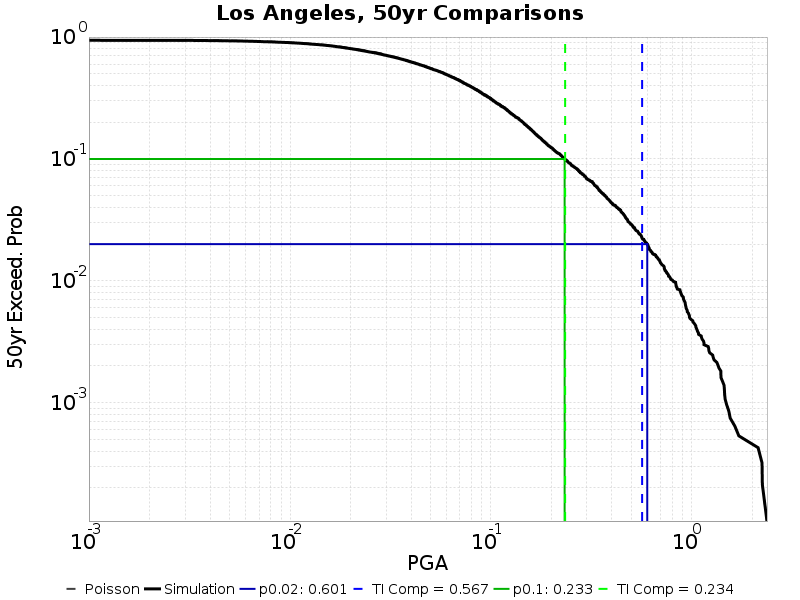 Los Angeles, 50yr Comparisons
50yr Exceed. Prob
10^0
10^-1
10^-2
10^-3
10^-3 10^-2 10^-1 10^0
PGA
Poisson Simulation p0.02: 0.601 TI Comp = 0.567 p0.1: 0.233 TI Comp = 0.234